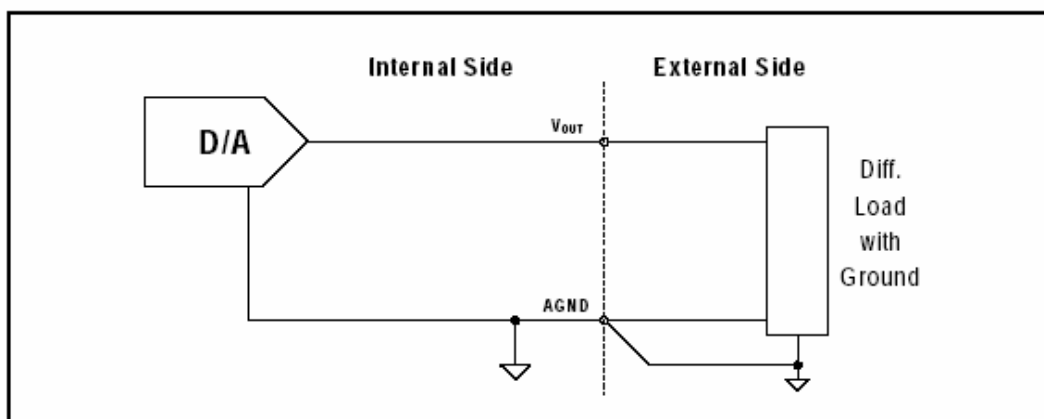 Internal Side
External Side
D/A
VOUT
Diff.
Load
with
Ground
AGND